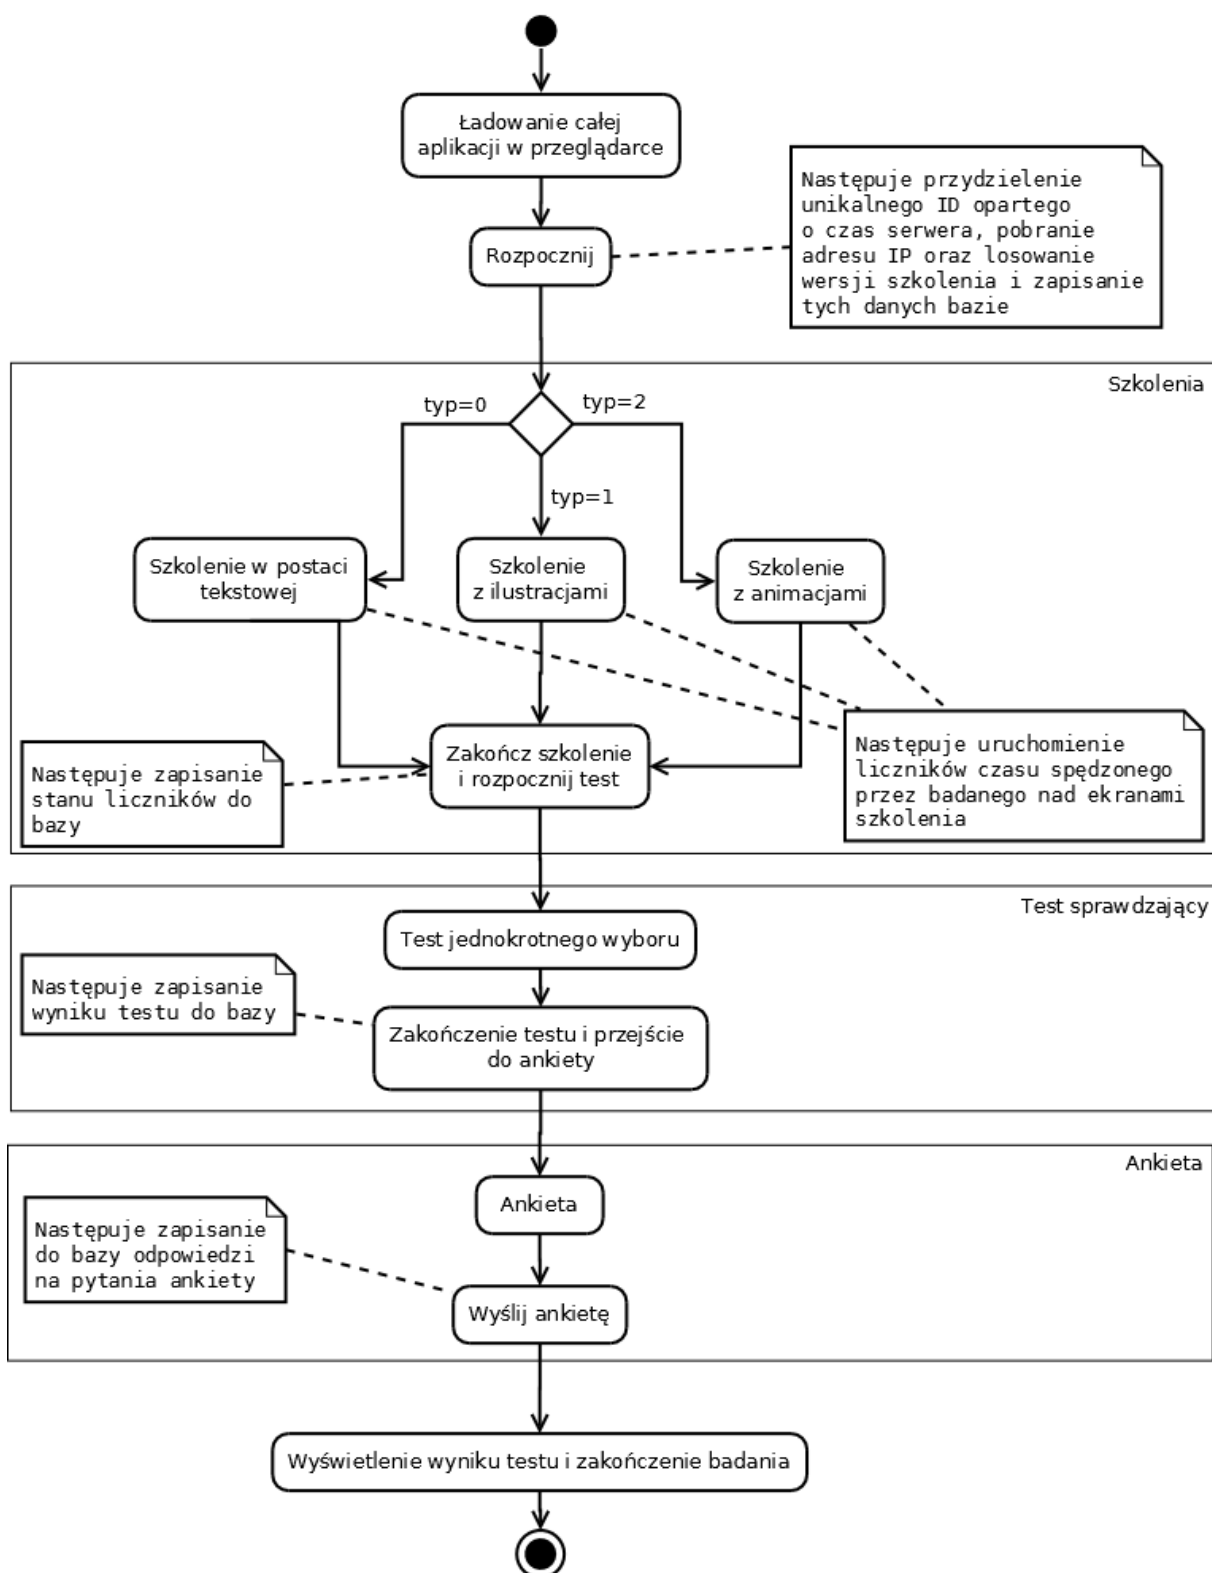 Ładowanie całej
aplikacji w przeglądarce
Następuje przydzielenie
unikalnego ID opartego
o czas serwera, pobranie
adresu IP oraz losowanie
wersji szkolenia i zapisanie
tych danych bazie
Rozpocznij
Szkolenia
typ=0
typ=2
typ=1
Szkolenie w postaci
tekstowej
Szkolenie
z ilustracjami
Szkolenie
z animacjami
Zakończ szkolenie
i rozpocznij test
Następuje zapisanie
stanu liczników do
bazy
Następuje uruchomienie
liczników czasu spędzonego
przez badanego nad ekranami
szkolenia
Test sprawdzający
Test jednokrotnego wyboru
Następuje zapisanie
wyniku testu do bazy
Zakończenie testu i przejście
do ankiety
Ankieta
Ankieta
Następuje zapisanie
do bazy odpowiedzi
na pytania ankiety
Wyślij ankietę
Wyświetlenie wyniku testu i zakończenie badania